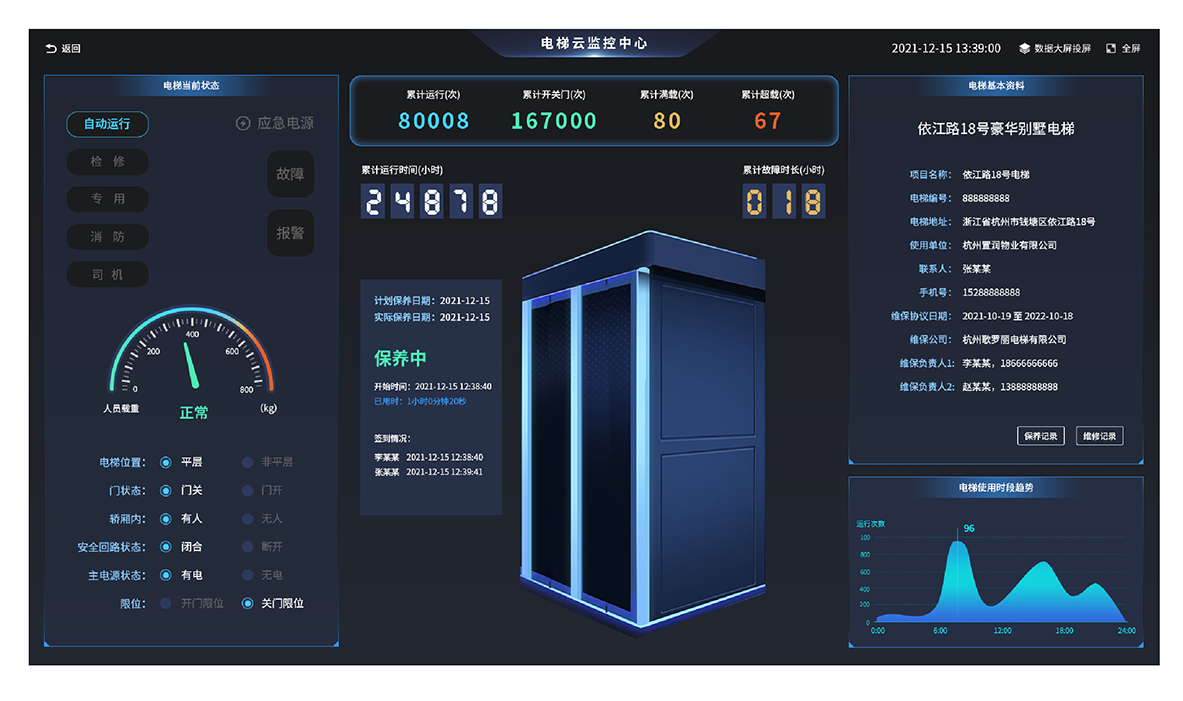 返回
电梯云监控中心
2021-12-15 13:39:00
数据大屏投屏
全屏
电梯当前状态
自动运行
应急电源
检 修
专 用
消 防
司 机
故障
报警
0
200
400
600
800
人员载重
正常
(kg)
电梯位置: 平层 非平层
门状态: 门关 门开
轿厢内: 有人 无人
安全回路状态: 闭合 断开
主电源状态: 有电 无电
限位: 开门限位 关门限位
累计运行(次) 累计开关门(次) 累计满载(次) 累计超载(次)
80008 167000 80 67
累计运行时间(小时)
24878
累计故障时长(小时)
018
计划保养日期: 2021-12-15
实际保养日期: 2021-12-15
保养中
开始时间: 2021-12-15 12:38:40
已用时: 1小时0分钟20秒
签到情况:
李某某 2021-12-15 12:38:40
张某某 2021-12-15 12:39:41
电梯基本资料
依江路18号豪华别墅电梯
项目名称: 依江路18号电梯
电梯编号: 888888888
电梯地址: 浙江省杭州市钱塘区依江路18号
使用单位: 杭州置润物业有限公司
联系人: 张某某
手机号: 15288888888
维保协议日期: 2021-10-19 至 2022-10-18
维保公司: 杭州歌罗丽电梯有限公司
维保负责人1: 李某某, 18666666666
维保负责人2: 赵某某, 13888888888
保养记录 维修记录
电梯使用时段趋势
运行次数
96
100
800
600
400
200
0
0:00 6:00 12:00 18:00 24:00